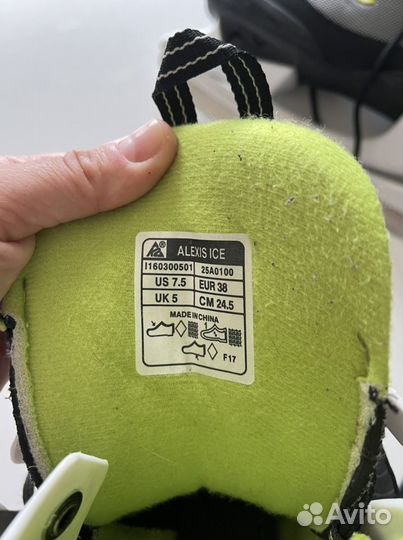 ALEXIS ICE
I160300501 25A0100
US 7.5 EUR 38
UK 5 CM 24.5
MADE IN CHINA
F17
Avito